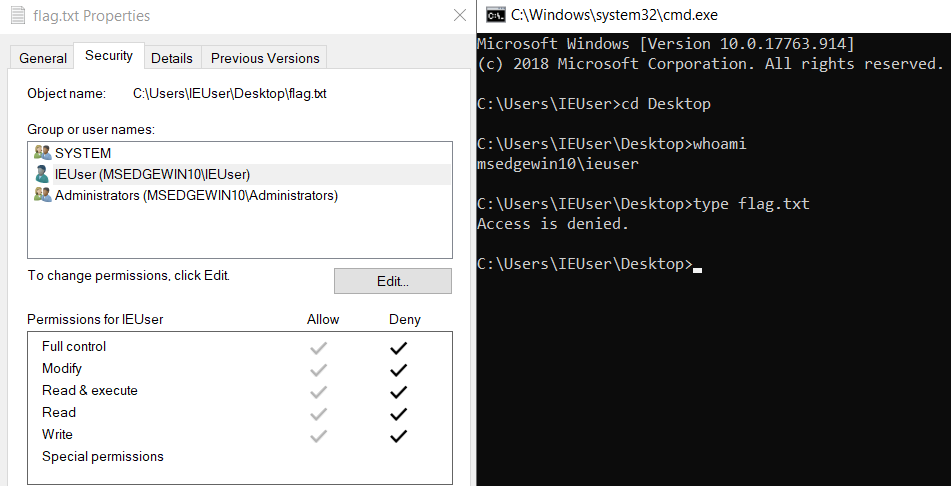 flag.txt Properties
General Security Details Previous Versions
Object name: C:\Users\IEUser\Desktop\flag.txt
Group or user names:
SYSTEM
IEUser (MSEDGEWIN10\IEUser)
Administrators (MSEDGEWIN10\Administrators)
To change permissions, click Edit.
Edit...
Permissions for IEUser Allow Deny
Full control
Modify
Read & execute
Read
Write
Special permissions
C:\Windows\system32\cmd.exe
Microsoft Windows [Version 10.0.17763.914]
(c) 2018 Microsoft Corporation. All rights reserved.
C:\Users\IEUser>cd Desktop
C:\Users\IEUser\Desktop>whoami
msedgewin10\ieuser
C:\Users\IEUser\Desktop>type flag.txt
Access is denied.
C:\Users\IEUser\Desktop>